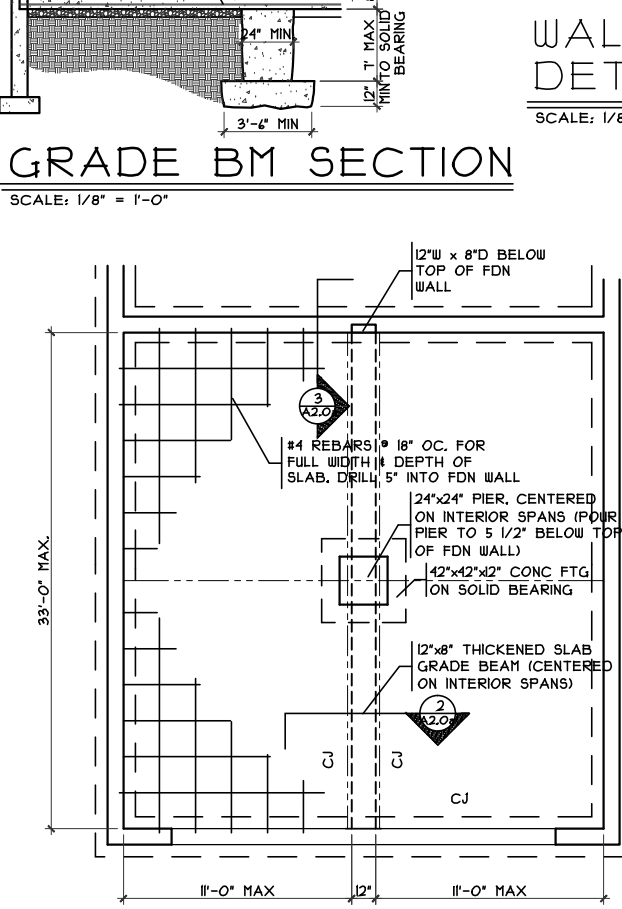 24" MIN
7' MAX
TO SOLID
BEARING
12"
MIN
3'-6" MIN
WAL
DET
SCALE: 1/8
GRADE BM SECTION
SCALE: 1/8" = 1'-0"
12"W x 8"D BELOW
TOP OF FDN
WALL
3
A2.0
#4 REBARS @ 18" OC. FOR
FULL WIDTH & DEPTH OF
SLAB. DRILL 5" INTO FDN WALL
24"x24" PIER, CENTERED
ON INTERIOR SPANS (POUR
PIER TO 5 1/2" BELOW TOP
OF FDN WALL)
42"x42"x12" CONC FTG
ON SOLID BEARING
33'-0" MAX.
12"x8" THICKENED SLAB
GRADE BEAM (CENTERED
ON INTERIOR SPANS)
2
A2.0
CJ
CJ
CJ
11'-0" MAX
12"
11'-0" MAX